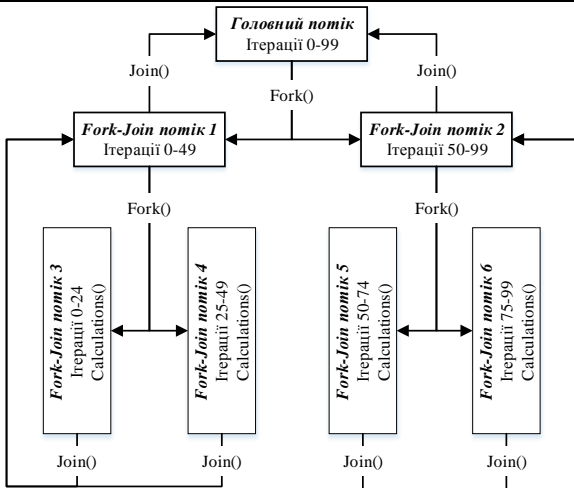 Головний потік
Ітерації 0-99
Join()
Join()
Fork()
Fork-Join потік 1
Ітерації 0-49
Fork-Join потік 2
Ітерації 50-99
Fork()
Fork()
Fork-Join потік 3
Ітерації 0-24
Calculations()
Fork-Join потік 4
Ітерації 25-49
Calculations()
Fork-Join потік 5
Ітерації 50-74
Calculations()
Fork-Join потік 6
Ітерації 75-99
Calculations()
Join()
Join()
Join()
Join()